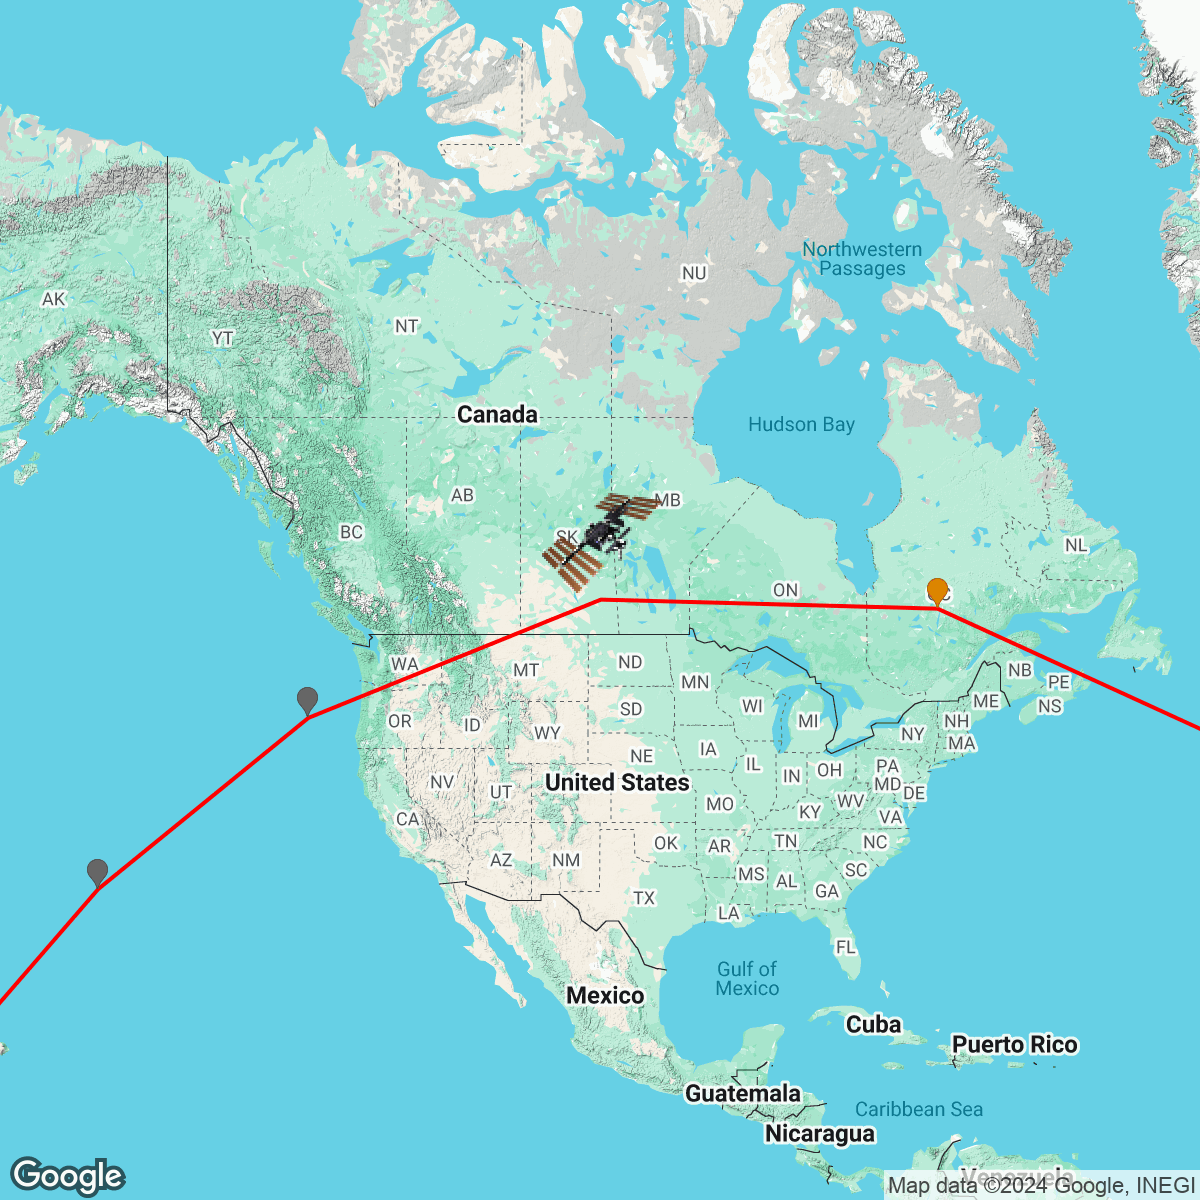 Northwestern
Passages
NU
AK
NT
YT
Canada
Hudson Bay
AB
MB
BC
SK
NL
ON
WA
MT
ND
MN
NB
PE
OR
ID
SD
WI
MI
ME
NS
WY
NH
NY
MA
NV
UT
NE
IA
IL
IN
OH
PA
MD
DE
United States
CA
MO
KY
WV
VA
AZ
NM
OK
AR
TN
NC
MS
AL
SC
GA
TX
LA
FL
Gulf of
Mexico
Mexico
Cuba
Puerto Rico
Guatemala
Caribbean Sea
Nicaragua
Venezuela
Google
Map data ©2024 Google, INEGI